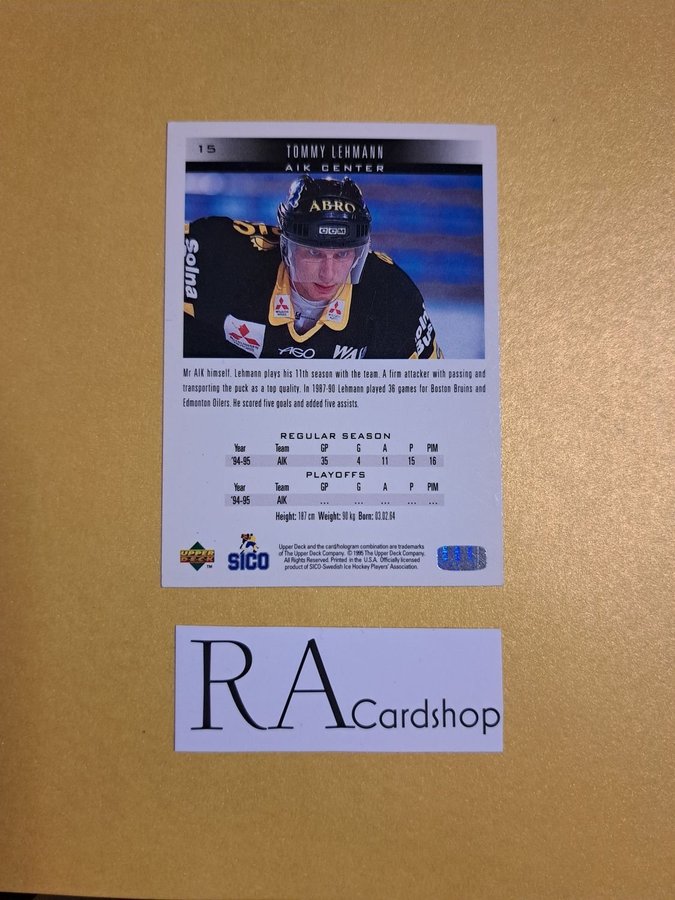 15
TOMMY LEHMANN
AIK CENTER
ABRO
CCM
Solna
AGO
Mr AIK himself. Lehmann plays his 11th season with the team. A firm attacker with passing and
transporting the puck as a top quality. In 1987-90 Lehmann played 36 games for Boston Bruins and
Edmonton Oilers. He scored five goals and added five assists.
REGULAR SEASON
Year Team GP G A P PIM
'94-95 AIK 35 4 11 15 16
PLAYOFFS
Year Team GP G A P PIM
'94-95 AIK ... ... ... ... ...
Height: 187 cm Weight: 90 kg Born: 03.02.64
UPPER DECK TM
SICO
Upper Deck and the card/hologram combination are trademarks
of The Upper Deck Company. © 1995 The Upper Deck Company.
All Rights Reserved. Printed in the U.S.A. Officially licensed
product of SICO-Swedish Ice Hockey Players' Association.
RA Cardshop